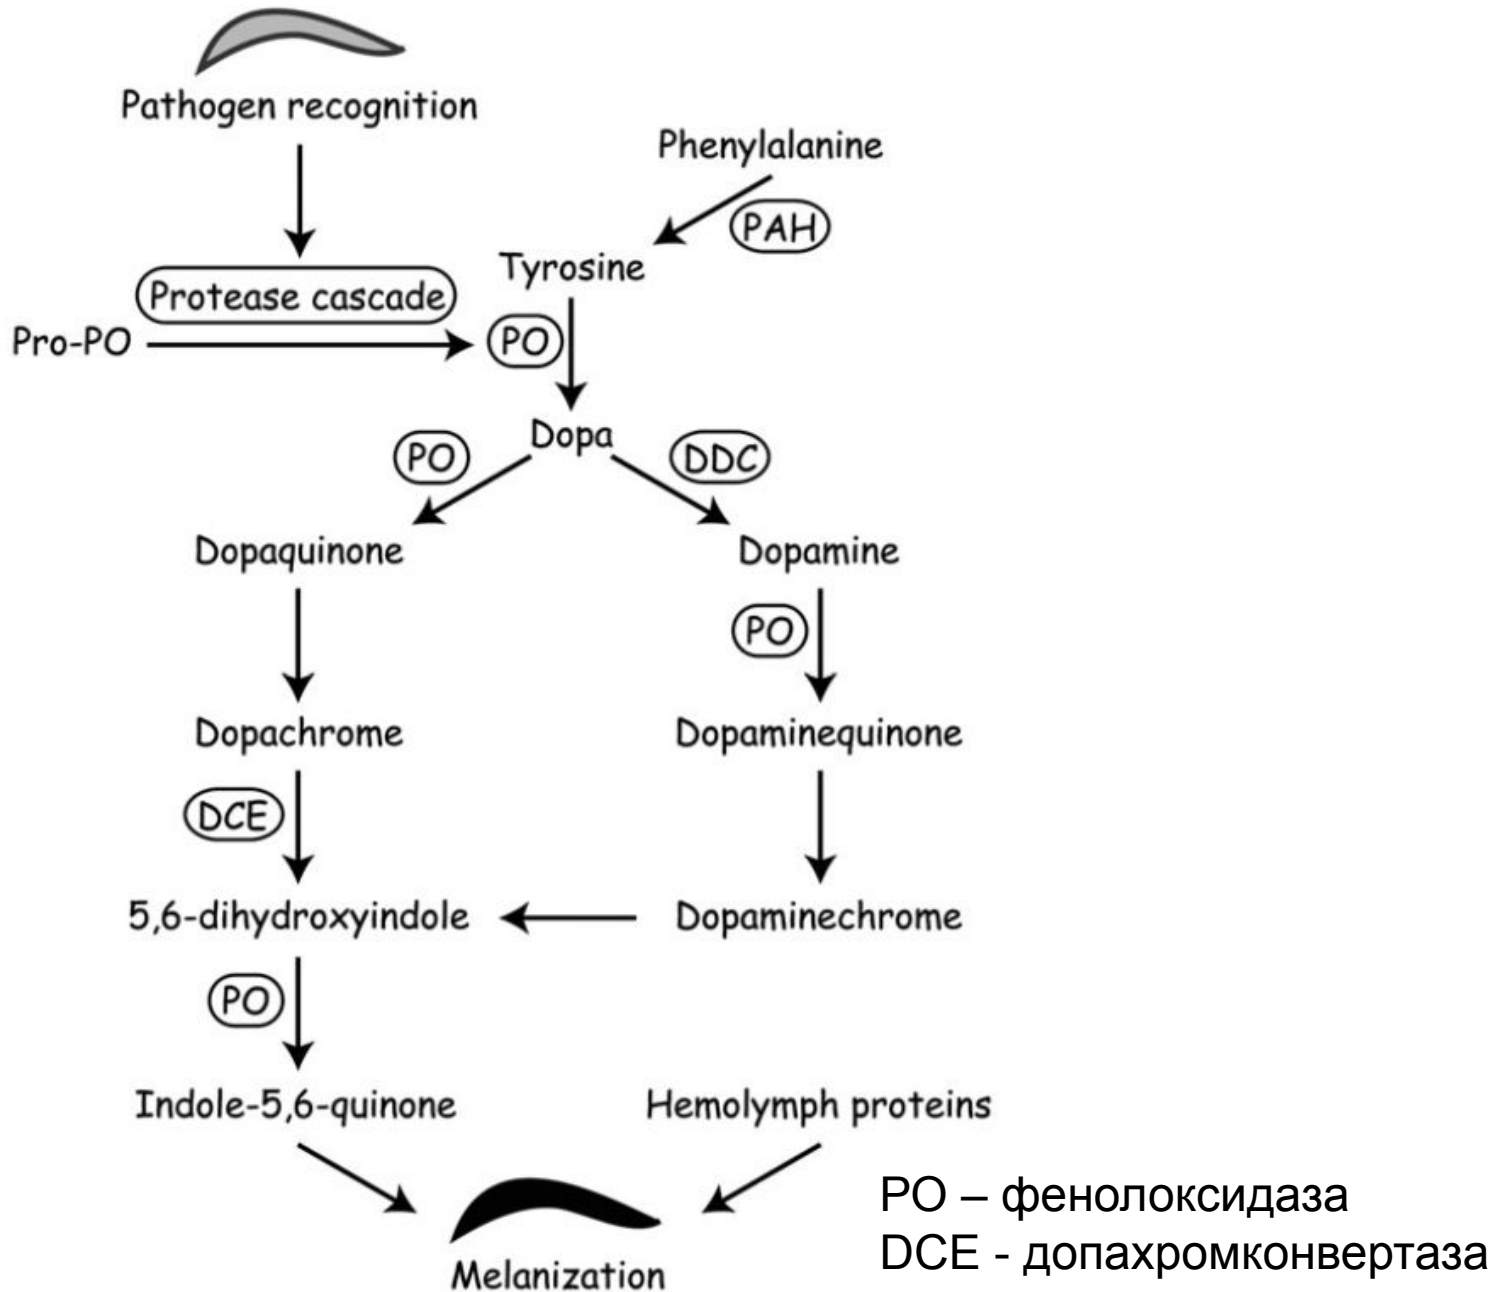 Pathogen recognition
Phenylalanine
PAH
Tyrosine
Protease cascade
Pro-PO
PO
Dopa
PO
DDC
Dopaquinone
Dopamine
PO
Dopachrome
Dopaminequinone
DCE
5,6-dihydroxyindole
Dopaminechrome
PO
Indole-5,6-quinone
Hemolymph proteins
PO – фенолоксидаза
DCE - допахромконвертаза
Melanization